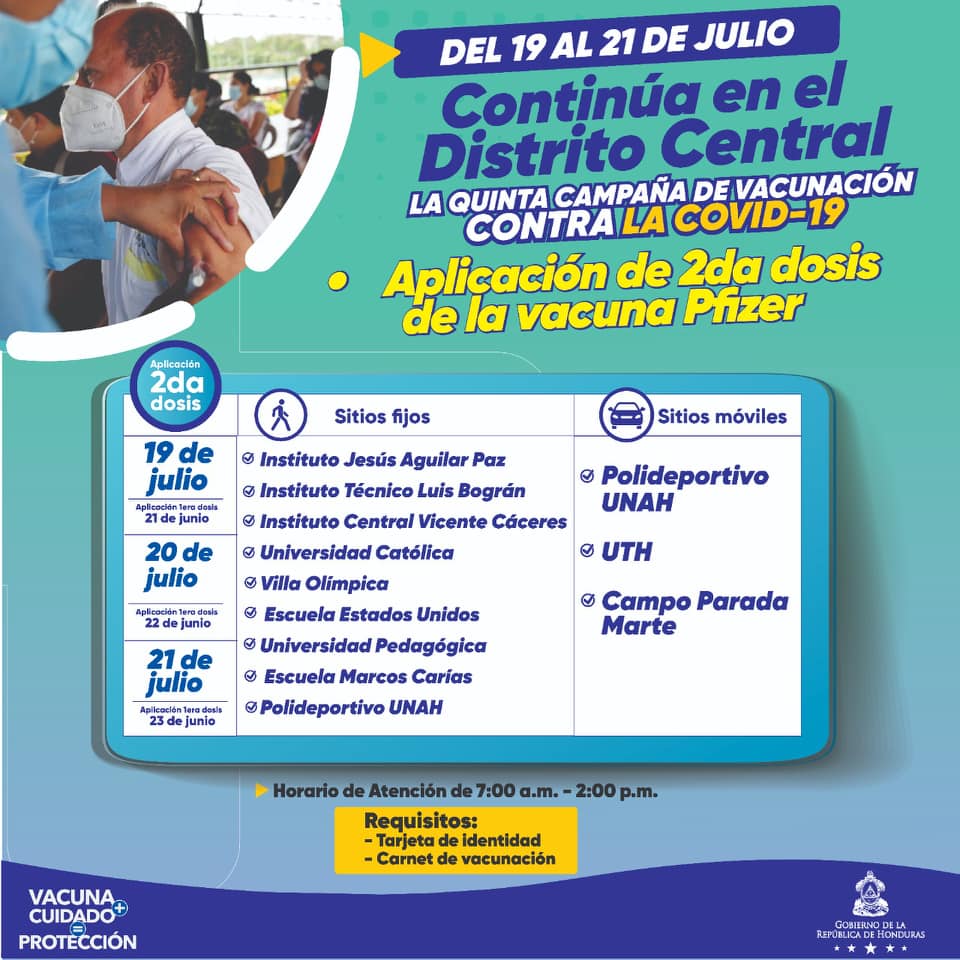 DEL 19 AL 21 DE JULIO
Continúa en el
Distrito Central
LA QUINTA CAMPAÑA DE VACUNACIÓN
CONTRA LA COVID-19
• Aplicación de 2da dosis
de la vacuna Pfizer
Aplicación
2da
dosis
Sitios fijos
Sitios móviles
19 de
julio
Aplicación 1era dosis
21 de junio
20 de
julio
Aplicación 1era dosis
22 de junio
21 de
julio
Aplicación 1era dosis
23 de junio
Instituto Jesús Aguilar Paz
Instituto Técnico Luis Bográn
Instituto Central Vicente Cáceres
Universidad Católica
Villa Olímpica
Escuela Estados Unidos
Universidad Pedagógica
Escuela Marcos Carías
Polideportivo UNAH
Polideportivo
UNAH
UTH
Campo Parada
Marte
Horario de Atención de 7:00 a.m. - 2:00 p.m.
Requisitos:
- Tarjeta de identidad
- Carnet de vacunación
VACUNA
+
CUIDADO
=
PROTECCIÓN
GOBIERNO DE LA
REPÚBLICA DE HONDURAS